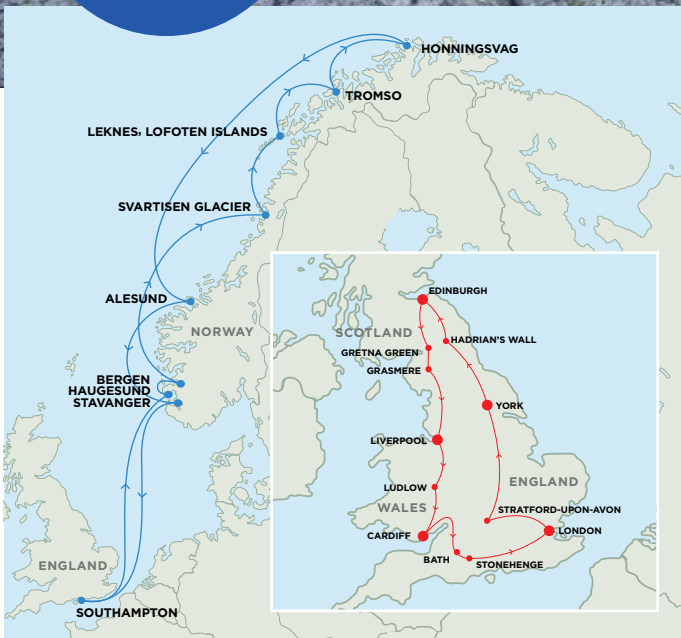 HONNINGSVAG
TROMSO
LEKNES, LOFOTEN ISLANDS
SVARTISEN GLACIER
ALESUND
NORWAY
BERGEN
HAUGESUND
STAVANGER
ENGLAND
SOUTHAMPTON
EDINBURGH
SCOTLAND
HADRIAN'S WALL
GRETNA GREEN
GRASMERE
YORK
LIVERPOOL
ENGLAND
LUDLOW
WALES
STRATFORD-UPON-AVON
CARDIFF
LONDON
BATH
STONEHENGE